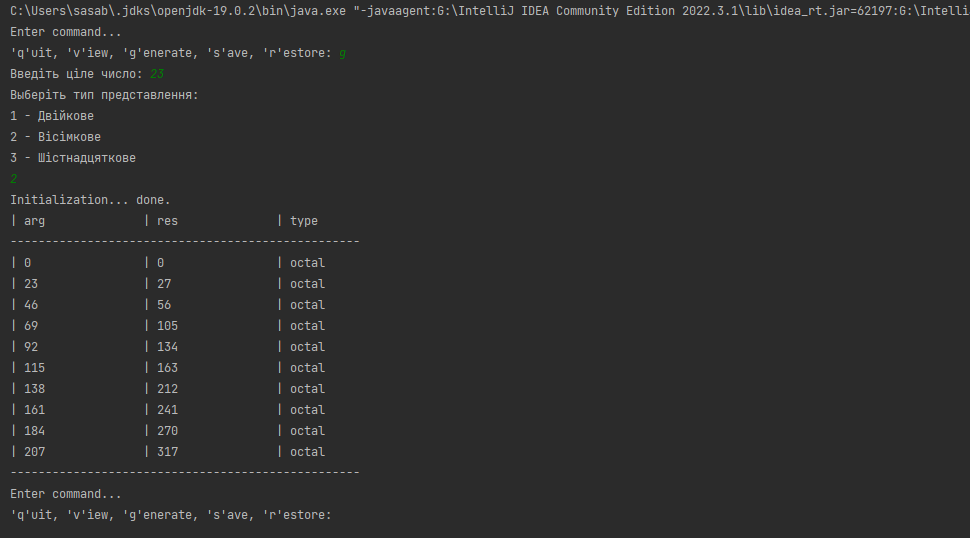 C:\Users\sasab\.jdks\openjdk-19.0.2\bin\java.exe "-javaagent:G:\IntelliJ IDEA Community Edition 2022.3.1\lib\idea_rt.jar=62197:G:\Intelli
Enter command...
'q'uit, 'v'iew, 'g'enerate, 's'ave, 'r'estore: g
Введіть ціле число: 23
Выберіть тип представлення:
1 - Двійкове
2 - Вісімкове
3 - Шістнадцяткове
2
Initialization... done.
| arg | res | type
--------------------------------------------------
| 0 | 0 | octal
| 23 | 27 | octal
| 46 | 56 | octal
| 69 | 105 | octal
| 92 | 134 | octal
| 115 | 163 | octal
| 138 | 212 | octal
| 161 | 241 | octal
| 184 | 270 | octal
| 207 | 317 | octal
--------------------------------------------------
Enter command...
'q'uit, 'v'iew, 'g'enerate, 's'ave, 'r'estore: